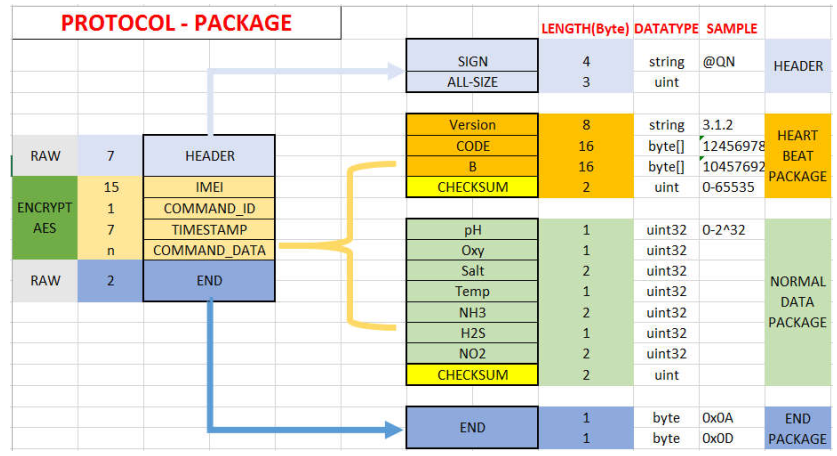 PROTOCOL - PACKAGE
LENGTH(Byte) DATATYPE SAMPLE
SIGN 4 string @QN
HEADER
ALL-SIZE 3 uint
Version 8 string 3.1.2
CODE 16 byte[] 12456978
B 16 byte[] 10457692
CHECKSUM 2 uint 0-65535
HEART
BEAT
PACKAGE
RAW 7 HEADER
15 IMEI
ENCRYPT
AES
1 COMMAND_ID
7 TIMESTAMP
n COMMAND_DATA
RAW 2 END
pH 1 uint32 0-2^32
Oxy 1 uint32
Salt 2 uint32
Temp 1 uint32
NH3 2 uint32
H2S 1 uint32
NO2 2 uint32
CHECKSUM 2 uint
NORMAL
DATA
PACKAGE
END
1 byte 0x0A
1 byte 0x0D
END
PACKAGE